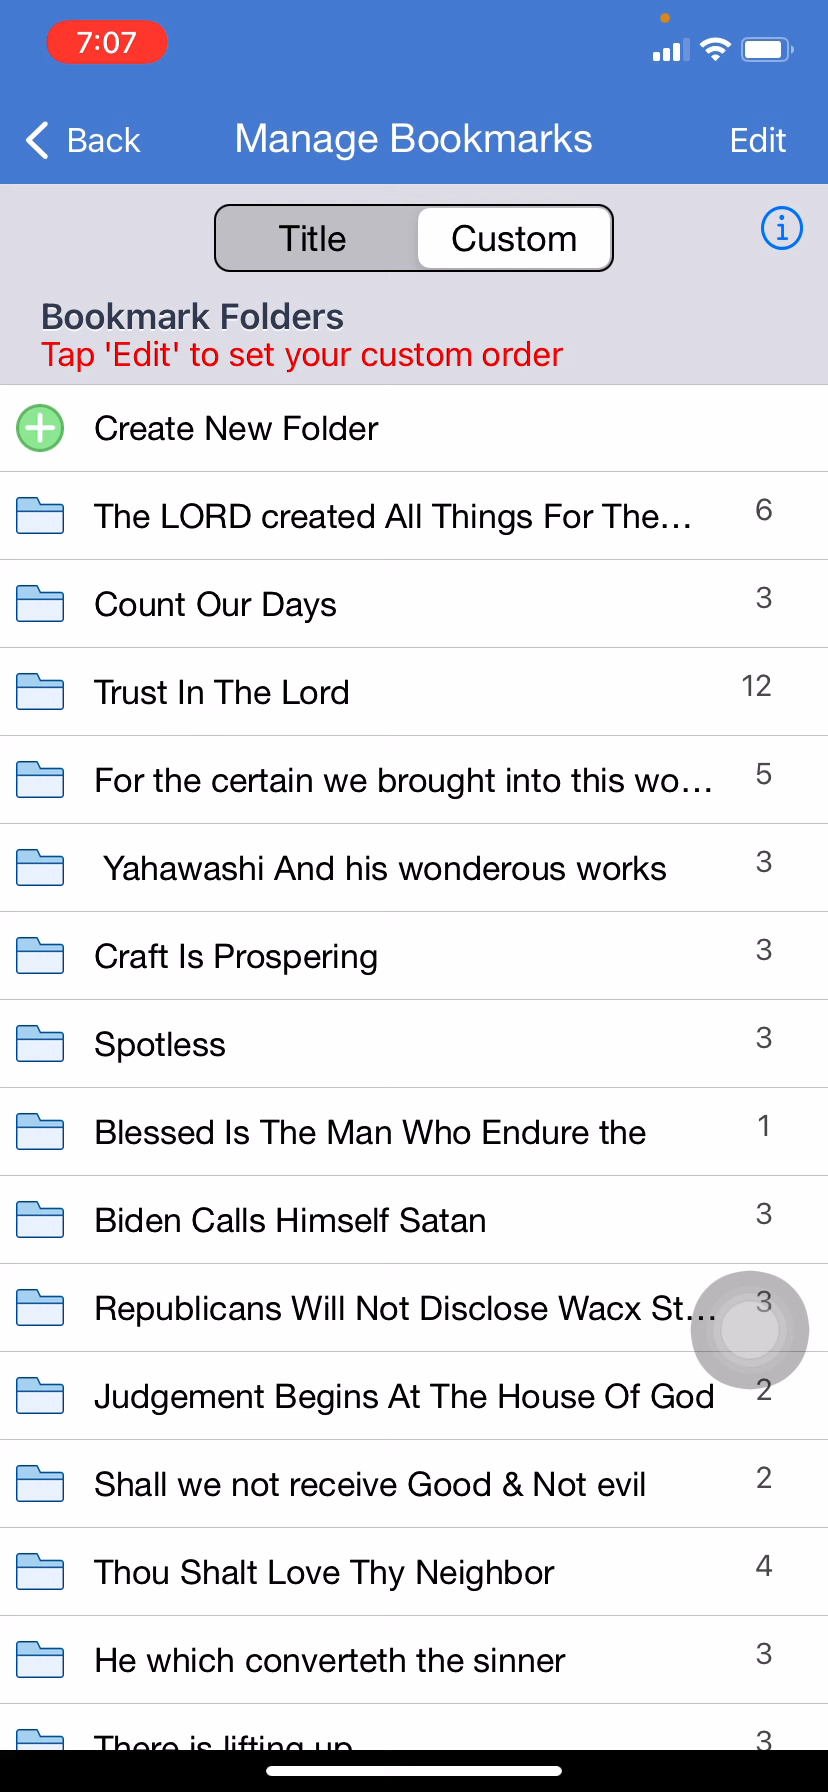 7:07
Back
Manage Bookmarks
Edit
Title
Custom
i
Bookmark Folders
Tap 'Edit' to set your custom order
Create New Folder
The LORD created All Things For The... 6
Count Our Days 3
Trust In The Lord 12
For the certain we brought into this wo... 5
Yahawashi And his wonderous works 3
Craft Is Prospering 3
Spotless 3
Blessed Is The Man Who Endure the 1
Biden Calls Himself Satan 3
Republicans Will Not Disclose Wacx St... 3
Judgement Begins At The House Of God 2
Shall we not receive Good & Not evil 2
Thou Shalt Love Thy Neighbor 4
He which converteth the sinner 3
There is lifting up 3